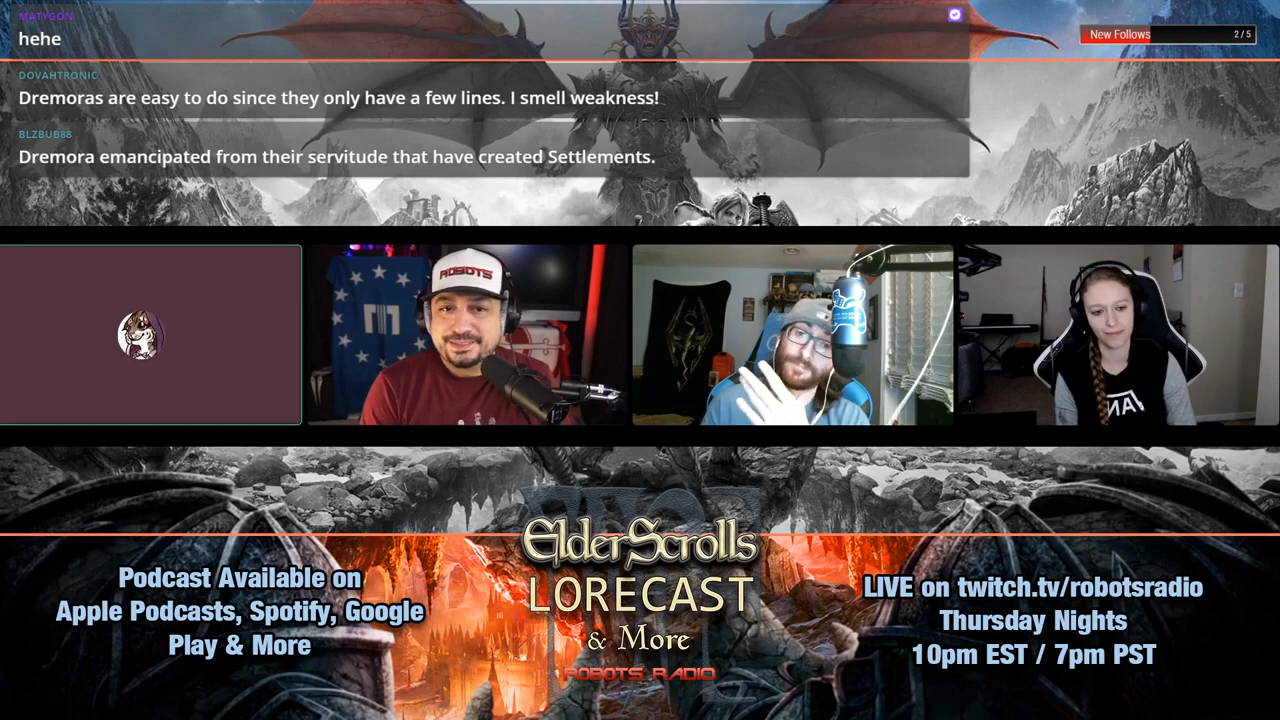 MATYGON
hehe
New Follows 2 / 5
DOVAHTRONIC
Dremoras are easy to do since they only have a few lines. I smell weakness!
BLZBUB88
Dremora emancipated from their servitude that have created Settlements.
ROBOTS
ElderScrolls
LORECAST
& More
ROBOTS RADIO
Podcast Available on
Apple Podcasts, Spotify, Google
Play & More
LIVE on twitch.tv/robotsradio
Thursday Nights
10pm EST / 7pm PST